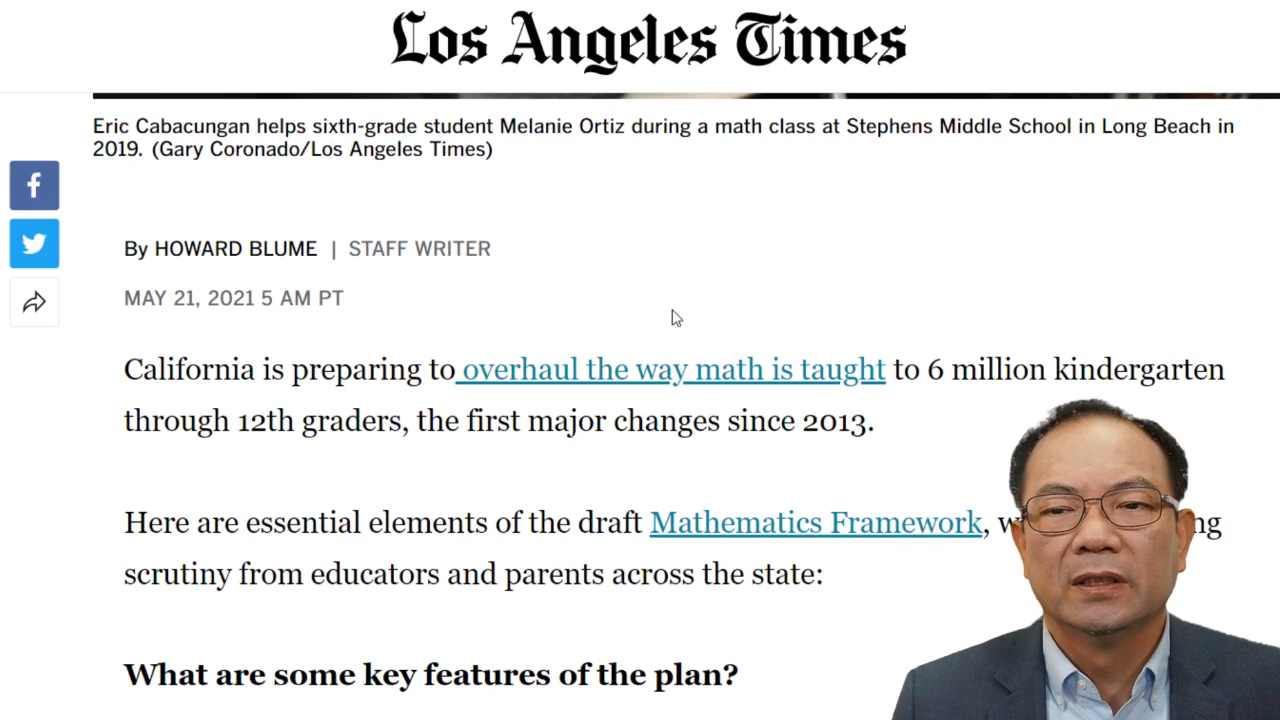 Los Angeles Times
Eric Cabacungan helps sixth-grade student Melanie Ortiz during a math class at Stephens Middle School in Long Beach in
2019. (Gary Coronado/Los Angeles Times)
By HOWARD BLUME | STAFF WRITER
MAY 21, 2021 5 AM PT
California is preparing to overhaul the way math is taught to 6 million kindergarten
through 12th graders, the first major changes since 2013.
Here are essential elements of the draft Mathematics Framework,
scrutiny from educators and parents across the state:
What are some key features of the plan?